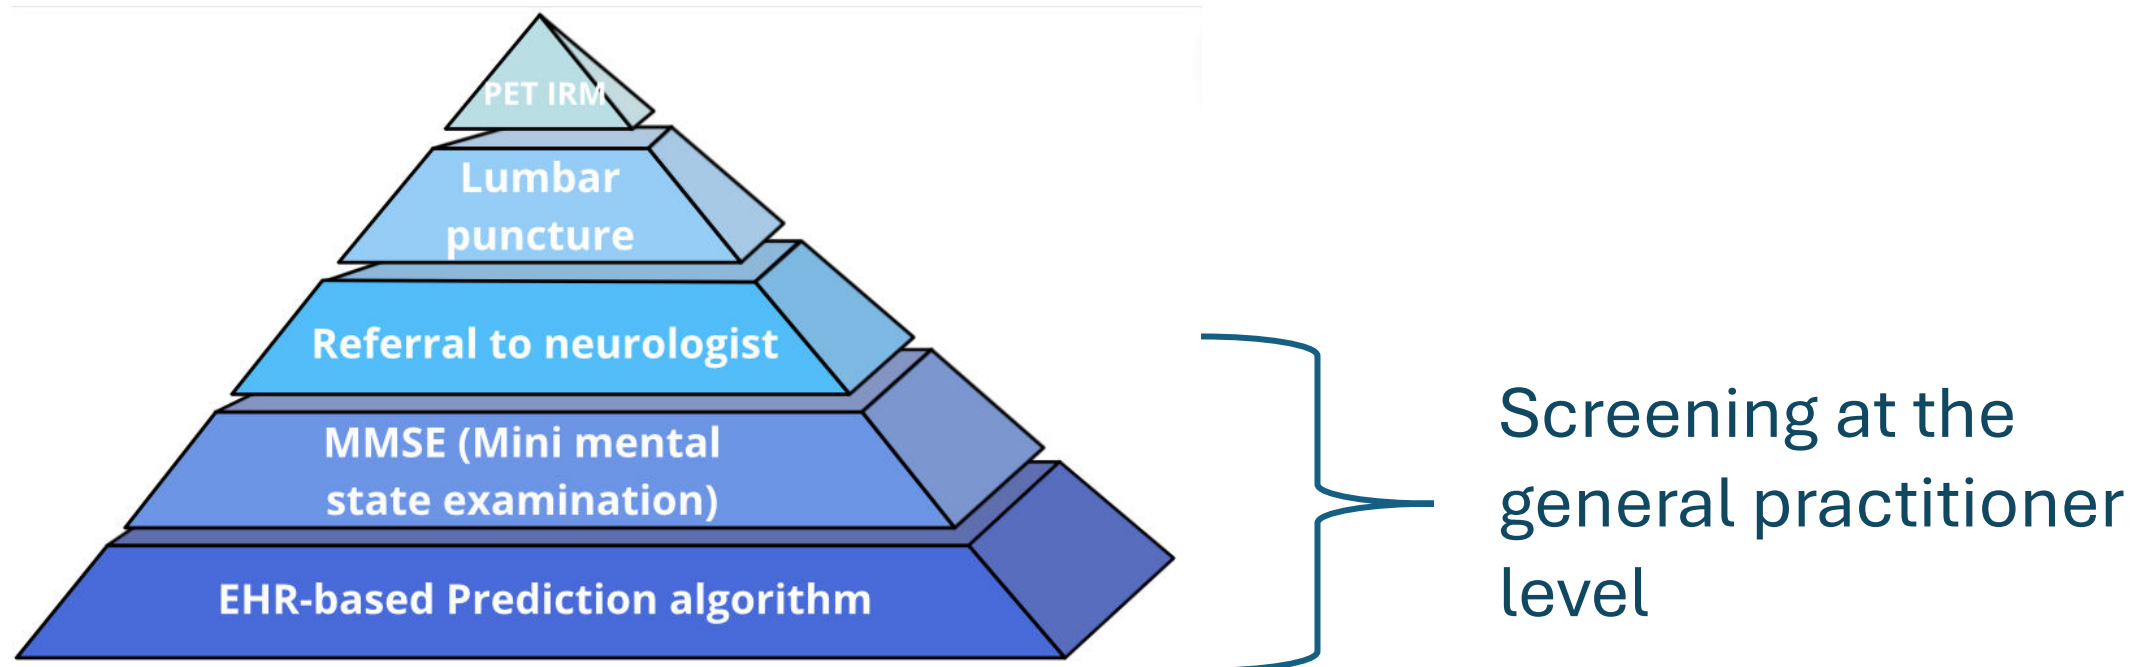 PET IRM
Lumbar
puncture
Referral to neurologist
MMSE (Mini mental
state examination)
EHR-based Prediction algorithm
Screening at the
general practitioner
level